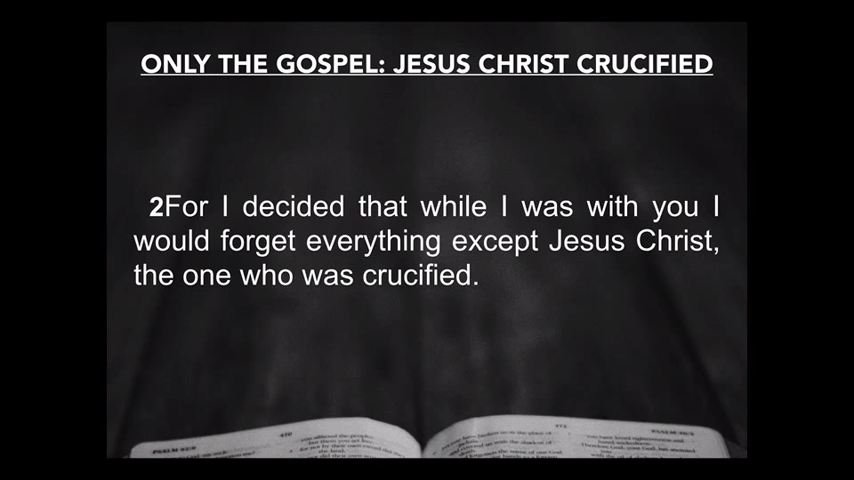 ONLY THE GOSPEL: JESUS CHRIST CRUCIFIED
2For I decided that while I was with you I
would forget everything except Jesus Christ,
the one who was crucified.
470